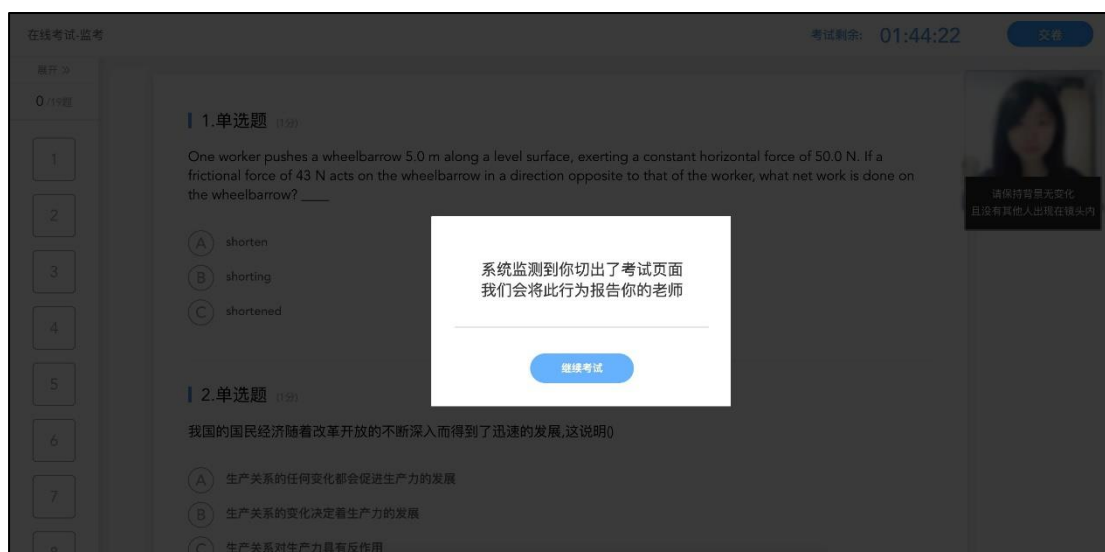 在线考试-监考
考试剩余: 01:44:22
交卷
展开 >>
0 /19题
1
2
3
4
5
6
7
8
1.单选题 (1分)
One worker pushes a wheelbarrow 5.0 m along a level surface, exerting a constant horizontal force of 50.0 N. If a
frictional force of 43 N acts on the wheelbarrow in a direction opposite to that of the worker, what net work is done on
the wheelbarrow? ____
A shorten
B shorting
C shortened
请保持背景无变化
且没有其他人出现在镜头内
系统监测到你切出了考试页面
我们会将此行为报告你的老师
继续考试
2.单选题 (1分)
我国的国民经济随着改革开放的不断深入而得到了迅速的发展,这说明()
A 生产关系的任何变化都会促进生产力的发展
B 生产关系的变化决定着生产力的发展
C 生产关系对生产力具有反作用